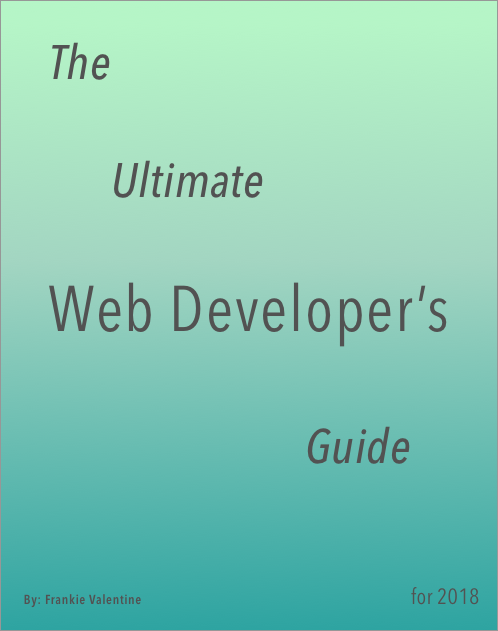 The
Ultimate
Web Developer’s
Guide
By: Frankie Valentine
for 2018